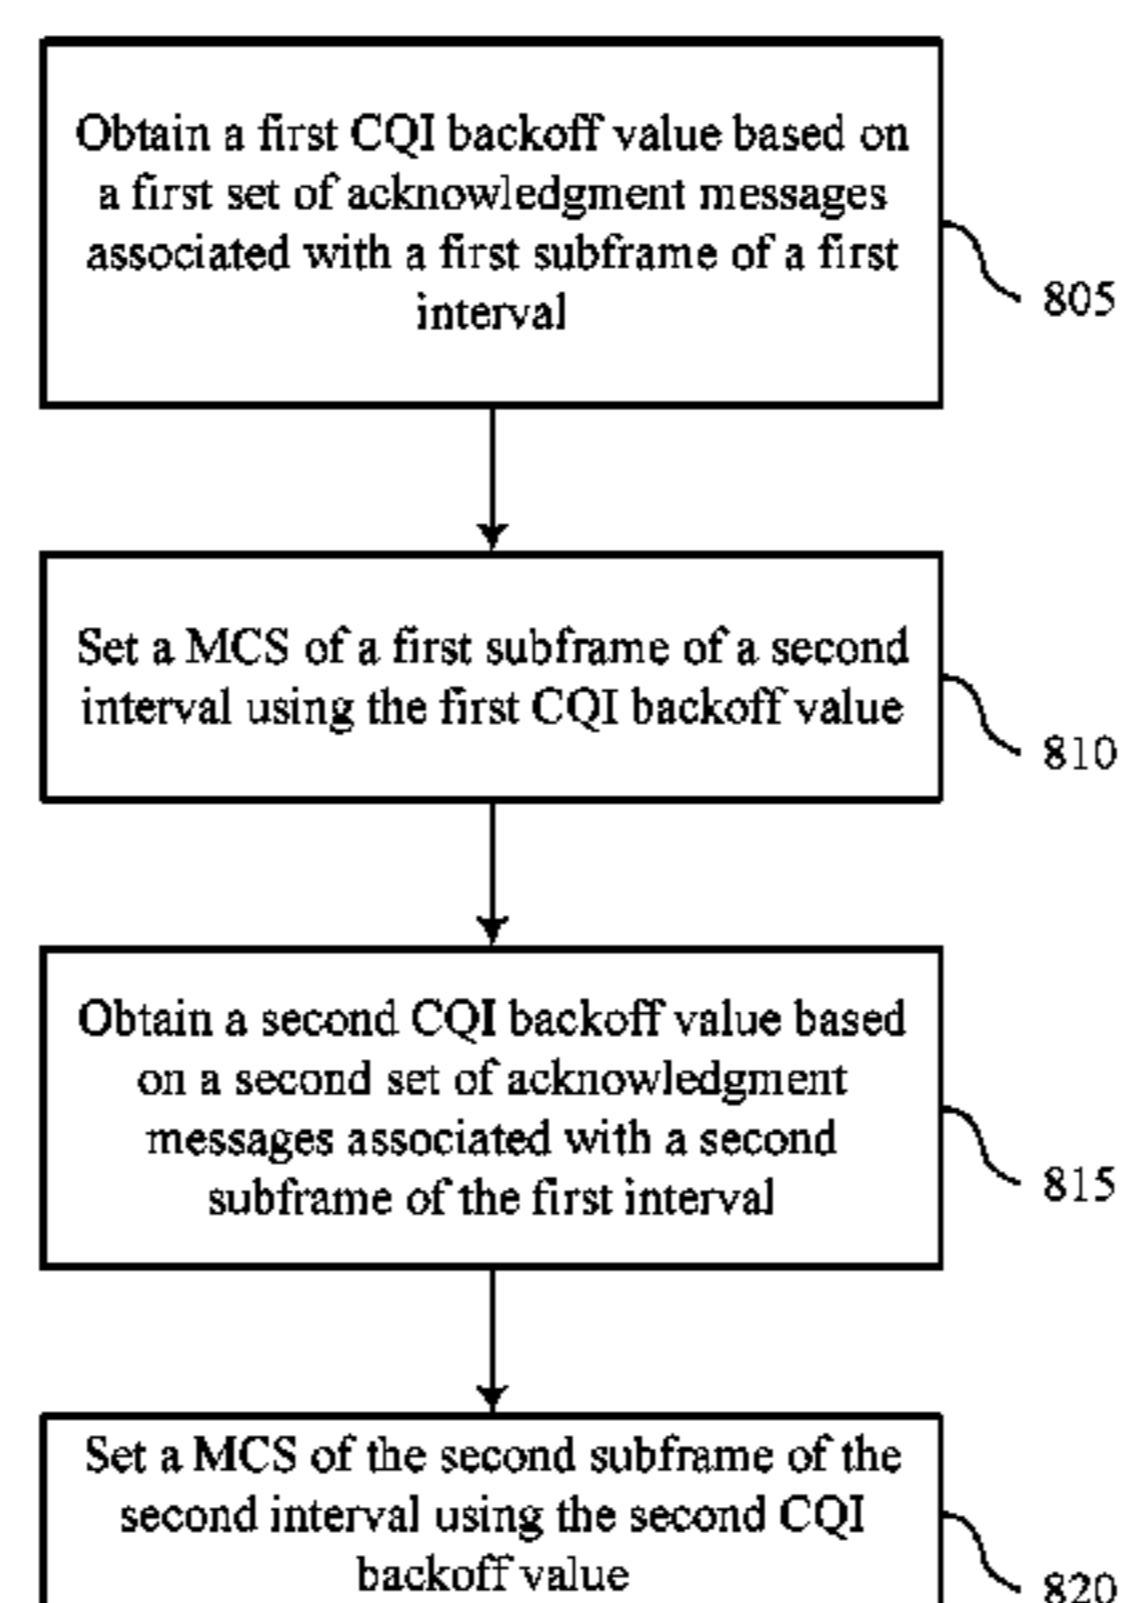 Obtain a first CQI backoff value based on
a first set of acknowledgment messages
associated with a first subframe of a first
interval
805
Set a MCS of a first subframe of a second
interval using the first CQI backoff value
810
Obtain a second CQI backoff value based
on a second set of acknowledgment
messages associated with a second
subframe of the first interval
815
Set a MCS of the second subframe of the
second interval using the second CQI
backoff value
820